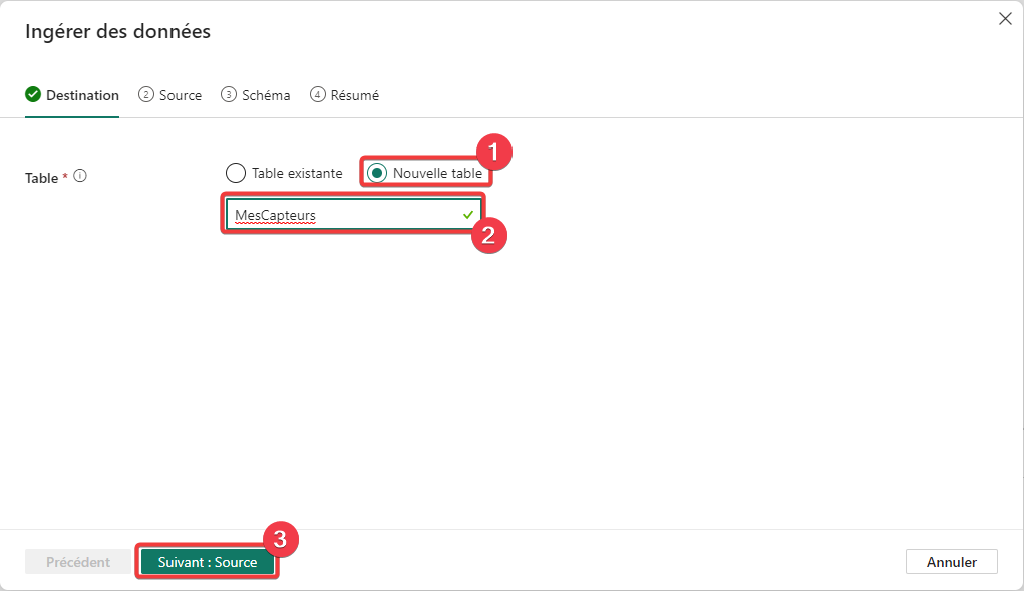 Ingérer des données
Destination 2 Source 3 Schéma 4 Résumé
1
Table * Table existante Nouvelle table
MesCapteurs
2
3
Précédent Suivant : Source Annuler